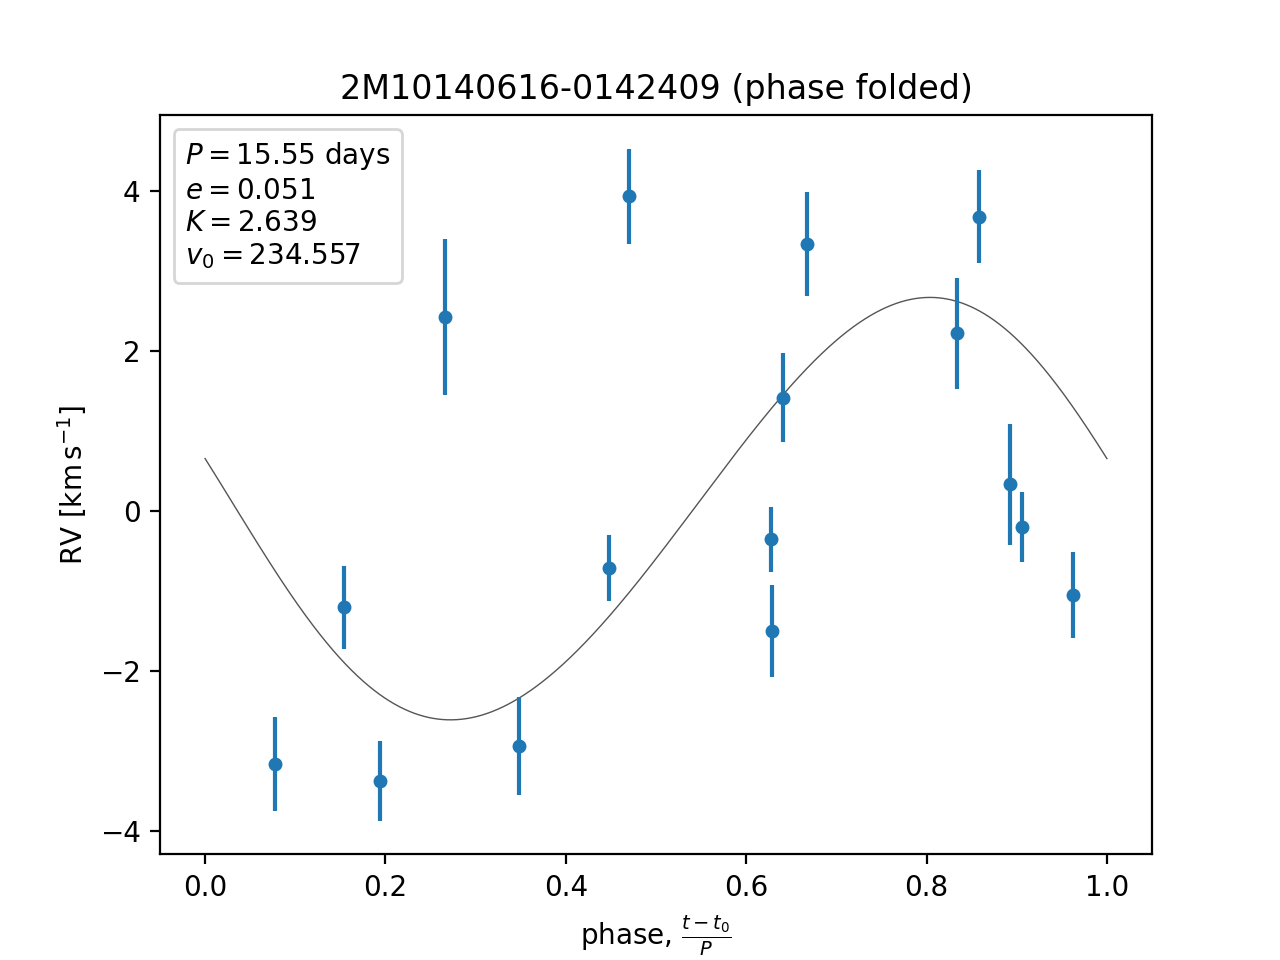 2M10140616-0142409 (phase folded)
P = 15.55 days
e = 0.051
K = 2.639
v₀ = 234.557
4
2
0
−2
−4
RV [km s⁻¹]
0.0 0.2 0.4 0.6 0.8 1.0
phase, (t − t₀)/P